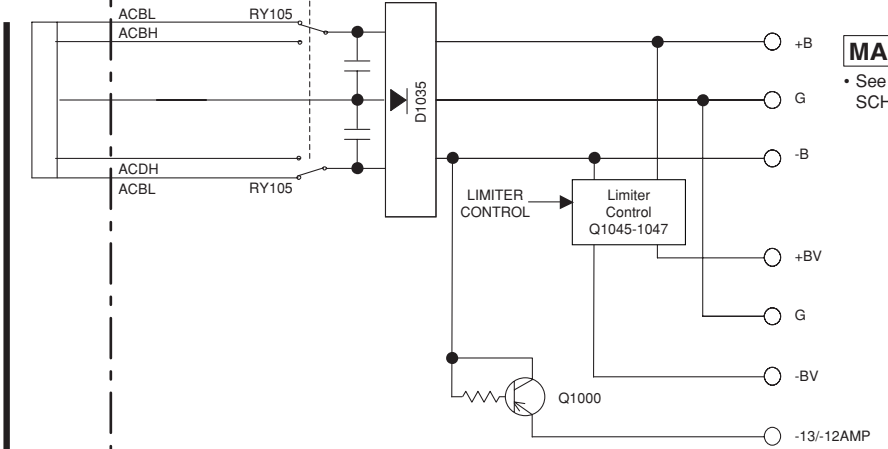 ACBL
RY105
ACBH
+B
MA
• See
SCH
D1035
G
-B
ACDH
ACBL
RY105
LIMITER
CONTROL
Limiter
Control
Q1045-1047
+BV
G
-BV
Q1000
-13/-12AMP